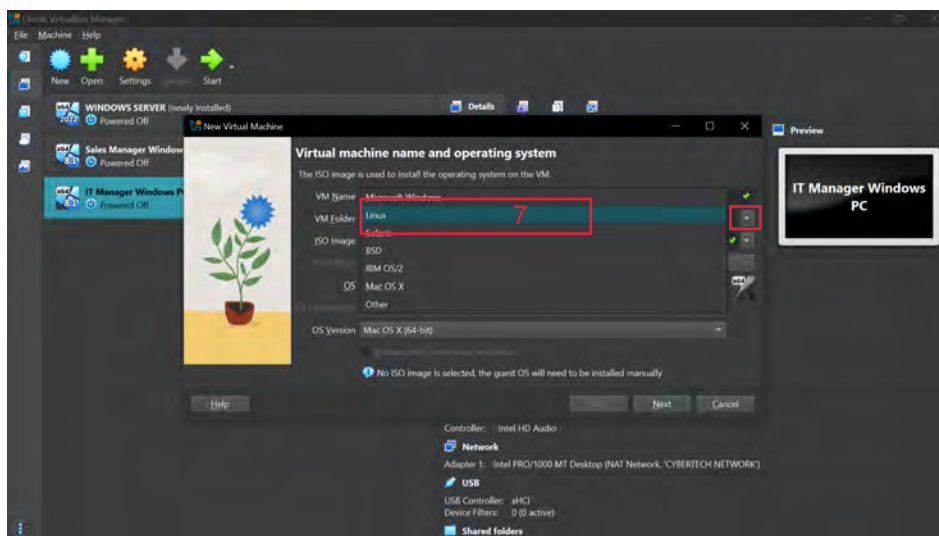 Oracle VirtualBox Manager
File Machine Help
New Open Settings Start
WINDOWS SERVER (newly installed)
Powered Off
Sales Manager Window
Powered Off
IT Manager Windows P
Powered Off
Details
Preview
IT Manager Windows
PC
New Virtual Machine
Virtual machine name and operating system
The ISO image is used to install the operating system on the VM.
VM Name Microsoft Windows
VM Folder Linux 7
Solaris
ISO Image
BSD
IBM OS/2
OS Mac OS X
Other
OS Version Mac OS X (64-bit)
No ISO image is selected, the guest OS will need to be installed manually
Help Next Cancel
Controller: Intel HD Audio
Network
Adapter 1: Intel PRO/1000 MT Desktop (NAT Network, 'CYBERTECH NETWORK')
USB
USB Controller: xHCI
Device Filters: 0 (0 active)
Shared folders